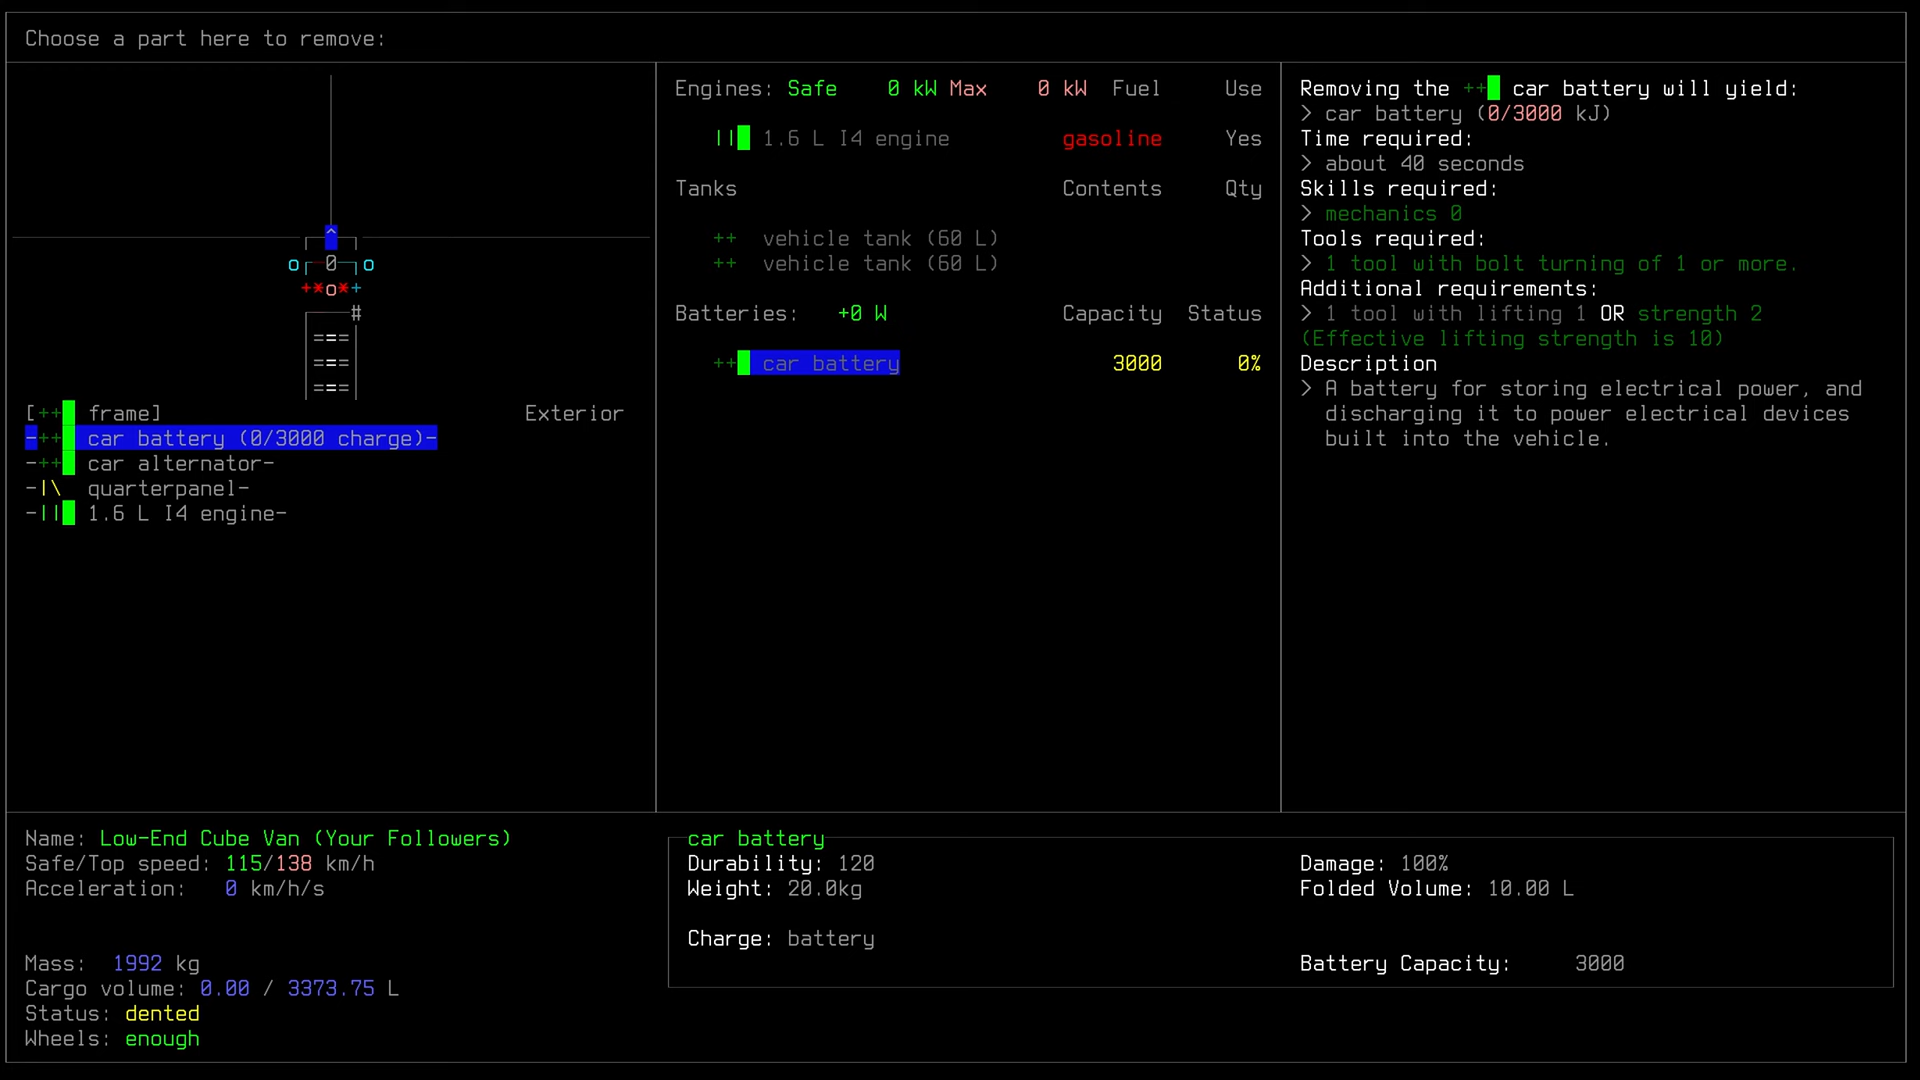 Choose a part here to remove:
^
o 0 o
+*o*+
#
===
===
===
[++ frame] Exterior
-++ car battery (0/3000 charge)-
-++ car alternator-
-|\ quarterpanel-
-|| 1.6 L I4 engine-
Engines: Safe 0 kW Max 0 kW Fuel Use
|| 1.6 L I4 engine gasoline Yes
Tanks Contents Qty
++ vehicle tank (60 L)
++ vehicle tank (60 L)
Batteries: +0 W Capacity Status
++ car battery 3000 0%
Removing the ++ car battery will yield:
> car battery (0/3000 kJ)
Time required:
> about 40 seconds
Skills required:
> mechanics 0
Tools required:
> 1 tool with bolt turning of 1 or more.
Additional requirements:
> 1 tool with lifting 1 OR strength 2
(Effective lifting strength is 10)
Description
> A battery for storing electrical power, and
discharging it to power electrical devices
built into the vehicle.
Name: Low-End Cube Van (Your Followers)
Safe/Top speed: 115/138 km/h
Acceleration: 0 km/h/s
Mass: 1992 kg
Cargo volume: 0.00 / 3373.75 L
Status: dented
Wheels: enough
car battery
Durability: 120 Damage: 100%
Weight: 20.0kg Folded Volume: 10.00 L
Charge: battery
Battery Capacity: 3000